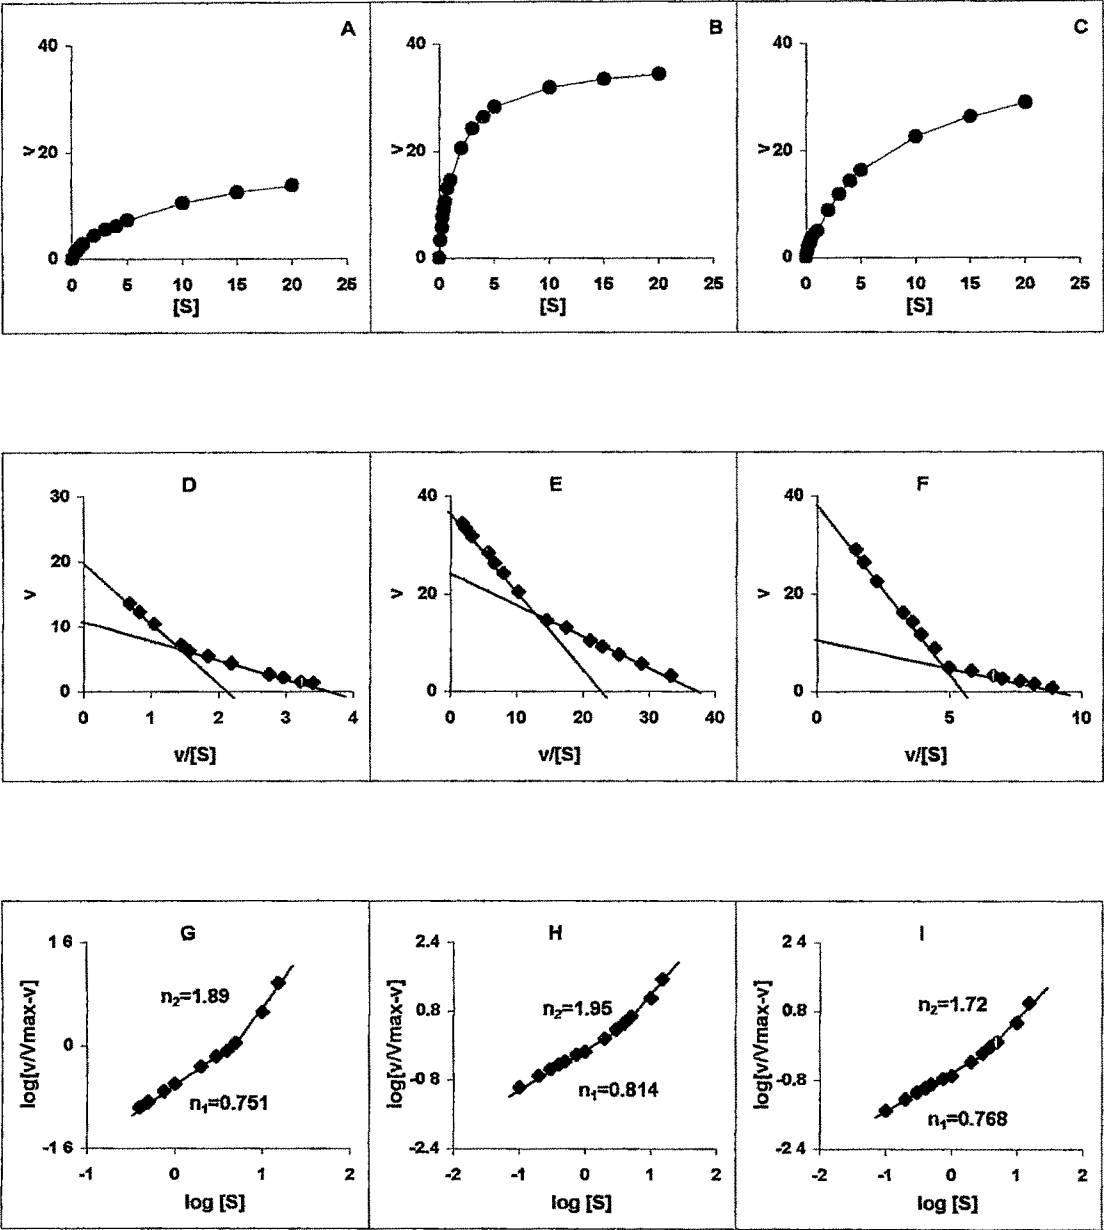 A
40
20
0
v
0 5 10 15 20 25
[S]
B
40
20
0
v
0 5 10 15 20 25
[S]
C
40
20
0
v
0 5 10 15 20 25
[S]
D
30
20
10
0
v
0 1 2 3 4
v/[S]
E
40
20
0
v
0 10 20 30 40
v/[S]
F
40
20
0
v
0 5 10
v/[S]
G
1 6
0
-1 6
log[v/Vmax-v]
n2=1.89
n1=0.751
-1 0 1 2
log [S]
H
2.4
0.8
-0.8
-2.4
log[v/Vmax-v]
n2=1.95
n1=0.814
-2 -1 0 1 2
log [S]
I
2 4
0.8
-0.8
-2.4
log[v/Vmax-v]
n2=1.72
n1=0.768
-2 -1 0 1 2
log [S]